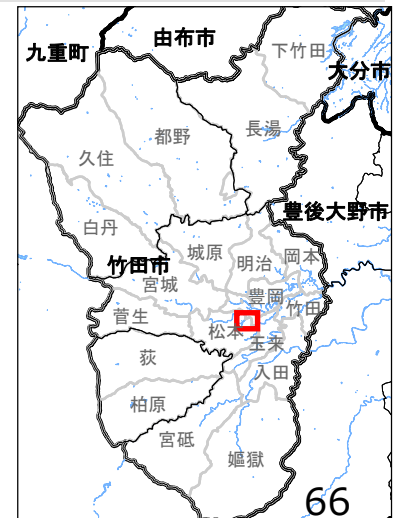 由布市
九重町
下竹田
大分市
長湯
都野
久住
豊後大野市
白丹
城原
岡本
明治
竹田市
宮城
豊岡
竹田
菅生
松本
玉来
荻
入田
柏原
宮砥
嫗獄
66